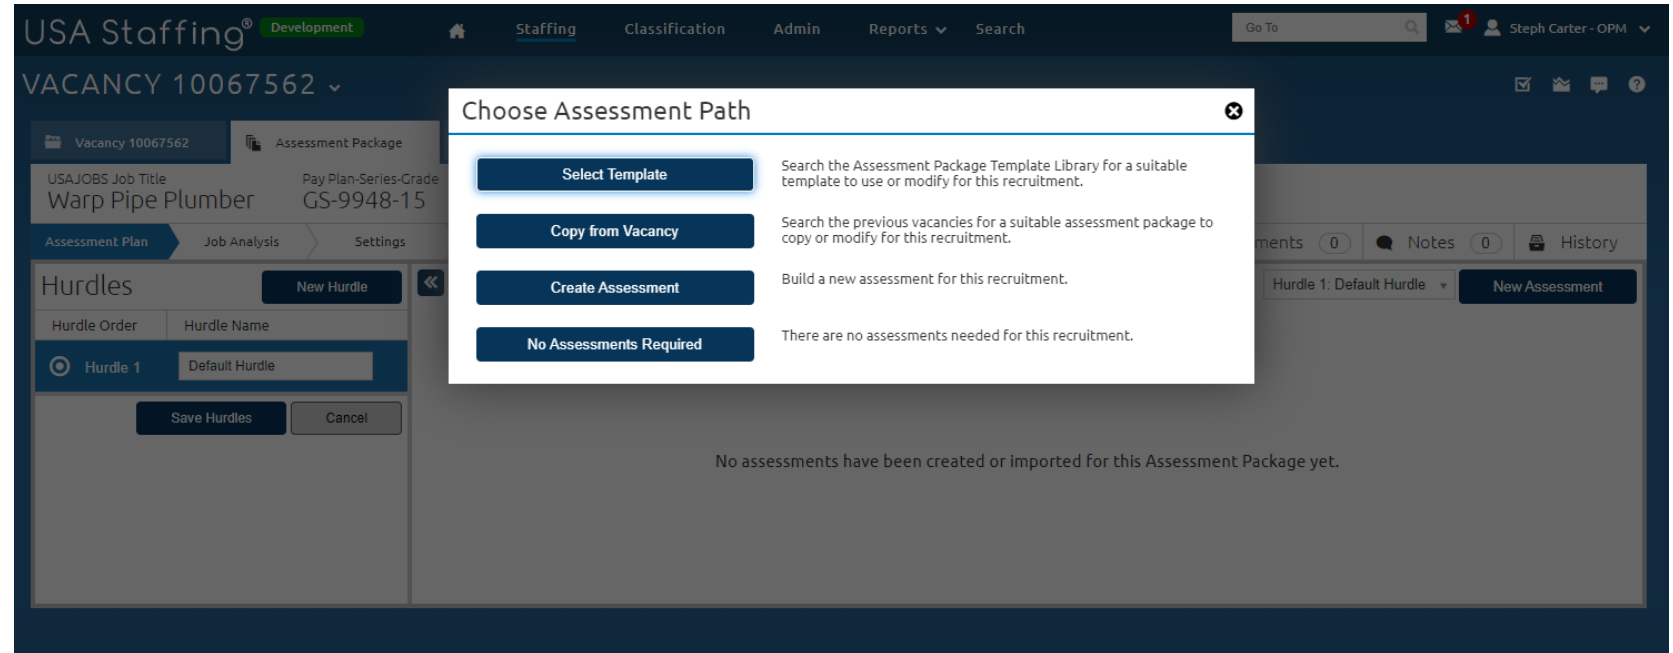 USA Staffing® Development
Staffing
Classification
Admin
Reports
Search
Go To
1
Steph Carter - OPM
VACANCY 10067562
Vacancy 10067562
Assessment Package
USAJOBS Job Title
Warp Pipe Plumber
Pay Plan-Series-Grade
GS-9948-15
Assessment Plan
Job Analysis
Settings
ments 0
Notes 0
History
Hurdles
New Hurdle
Hurdle Order
Hurdle Name
Hurdle 1
Default Hurdle
Save Hurdles
Cancel
Hurdle 1: Default Hurdle
New Assessment
Choose Assessment Path
Select Template
Search the Assessment Package Template Library for a suitable
template to use or modify for this recruitment.
Copy from Vacancy
Search the previous vacancies for a suitable assessment package to
copy or modify for this recruitment.
Create Assessment
Build a new assessment for this recruitment.
No Assessments Required
There are no assessments needed for this recruitment.
No assessments have been created or imported for this Assessment Package yet.